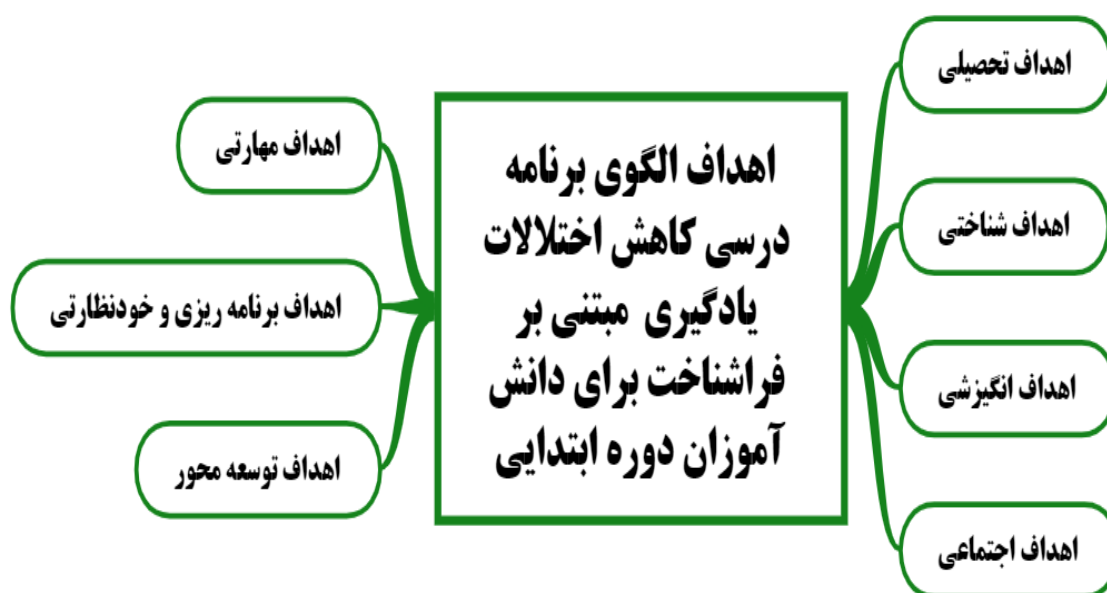 اهداف الگوی برنامه
درسی کاهش اختلالات
یادگیری مبتنی بر
فراشناخت برای دانش
آموزان دوره ابتدایی
اهداف تحصیلی
اهداف شناختی
اهداف انگیزشی
اهداف اجتماعی
اهداف مهارتی
اهداف برنامه ریزی و خودنظارتی
اهداف توسعه محور